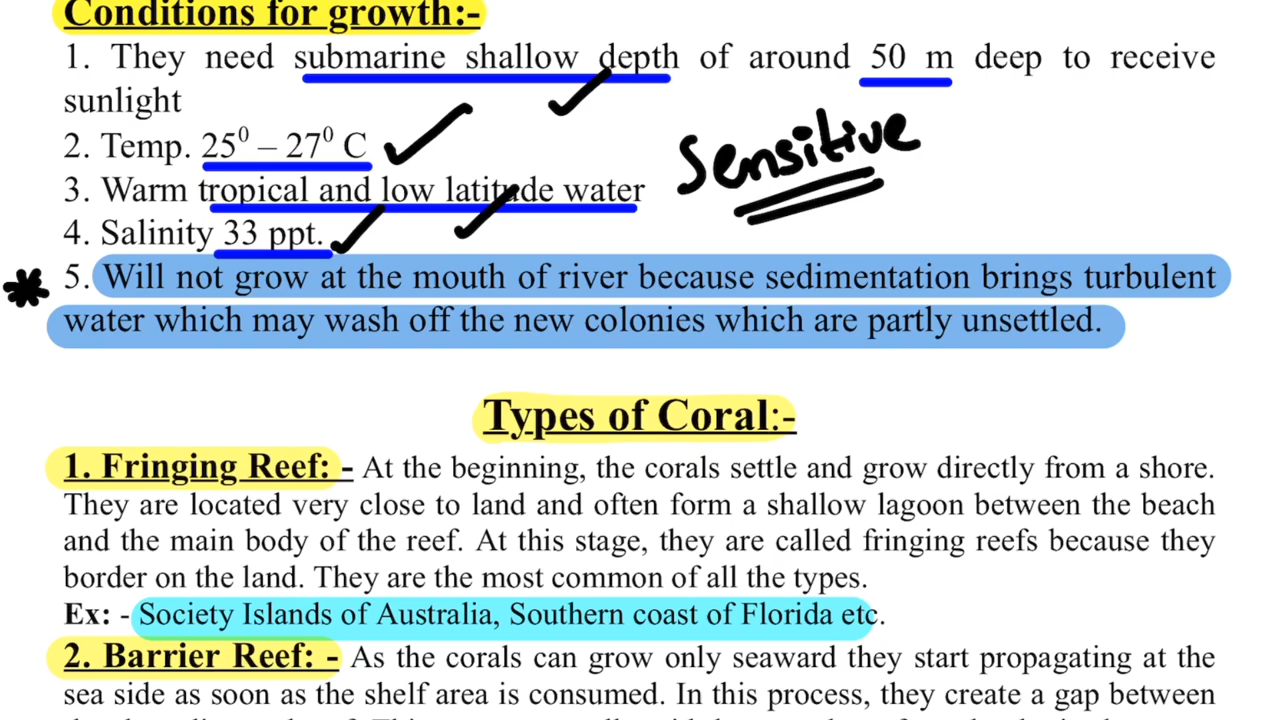 Conditions for growth:-
1. They need submarine shallow depth of around 50 m deep to receive
sunlight
2. Temp. 25⁰ – 27⁰ C
Sensitive
3. Warm tropical and low latitude water
4. Salinity 33 ppt.
5. Will not grow at the mouth of river because sedimentation brings turbulent
water which may wash off the new colonies which are partly unsettled.
Types of Coral:-
1. Fringing Reef: - At the beginning, the corals settle and grow directly from a shore.
They are located very close to land and often form a shallow lagoon between the beach
and the main body of the reef. At this stage, they are called fringing reefs because they
border on the land. They are the most common of all the types.
Ex: - Society Islands of Australia, Southern coast of Florida etc.
2. Barrier Reef: - As the corals can grow only seaward they start propagating at the
sea side as soon as the shelf area is consumed. In this process, they create a gap between